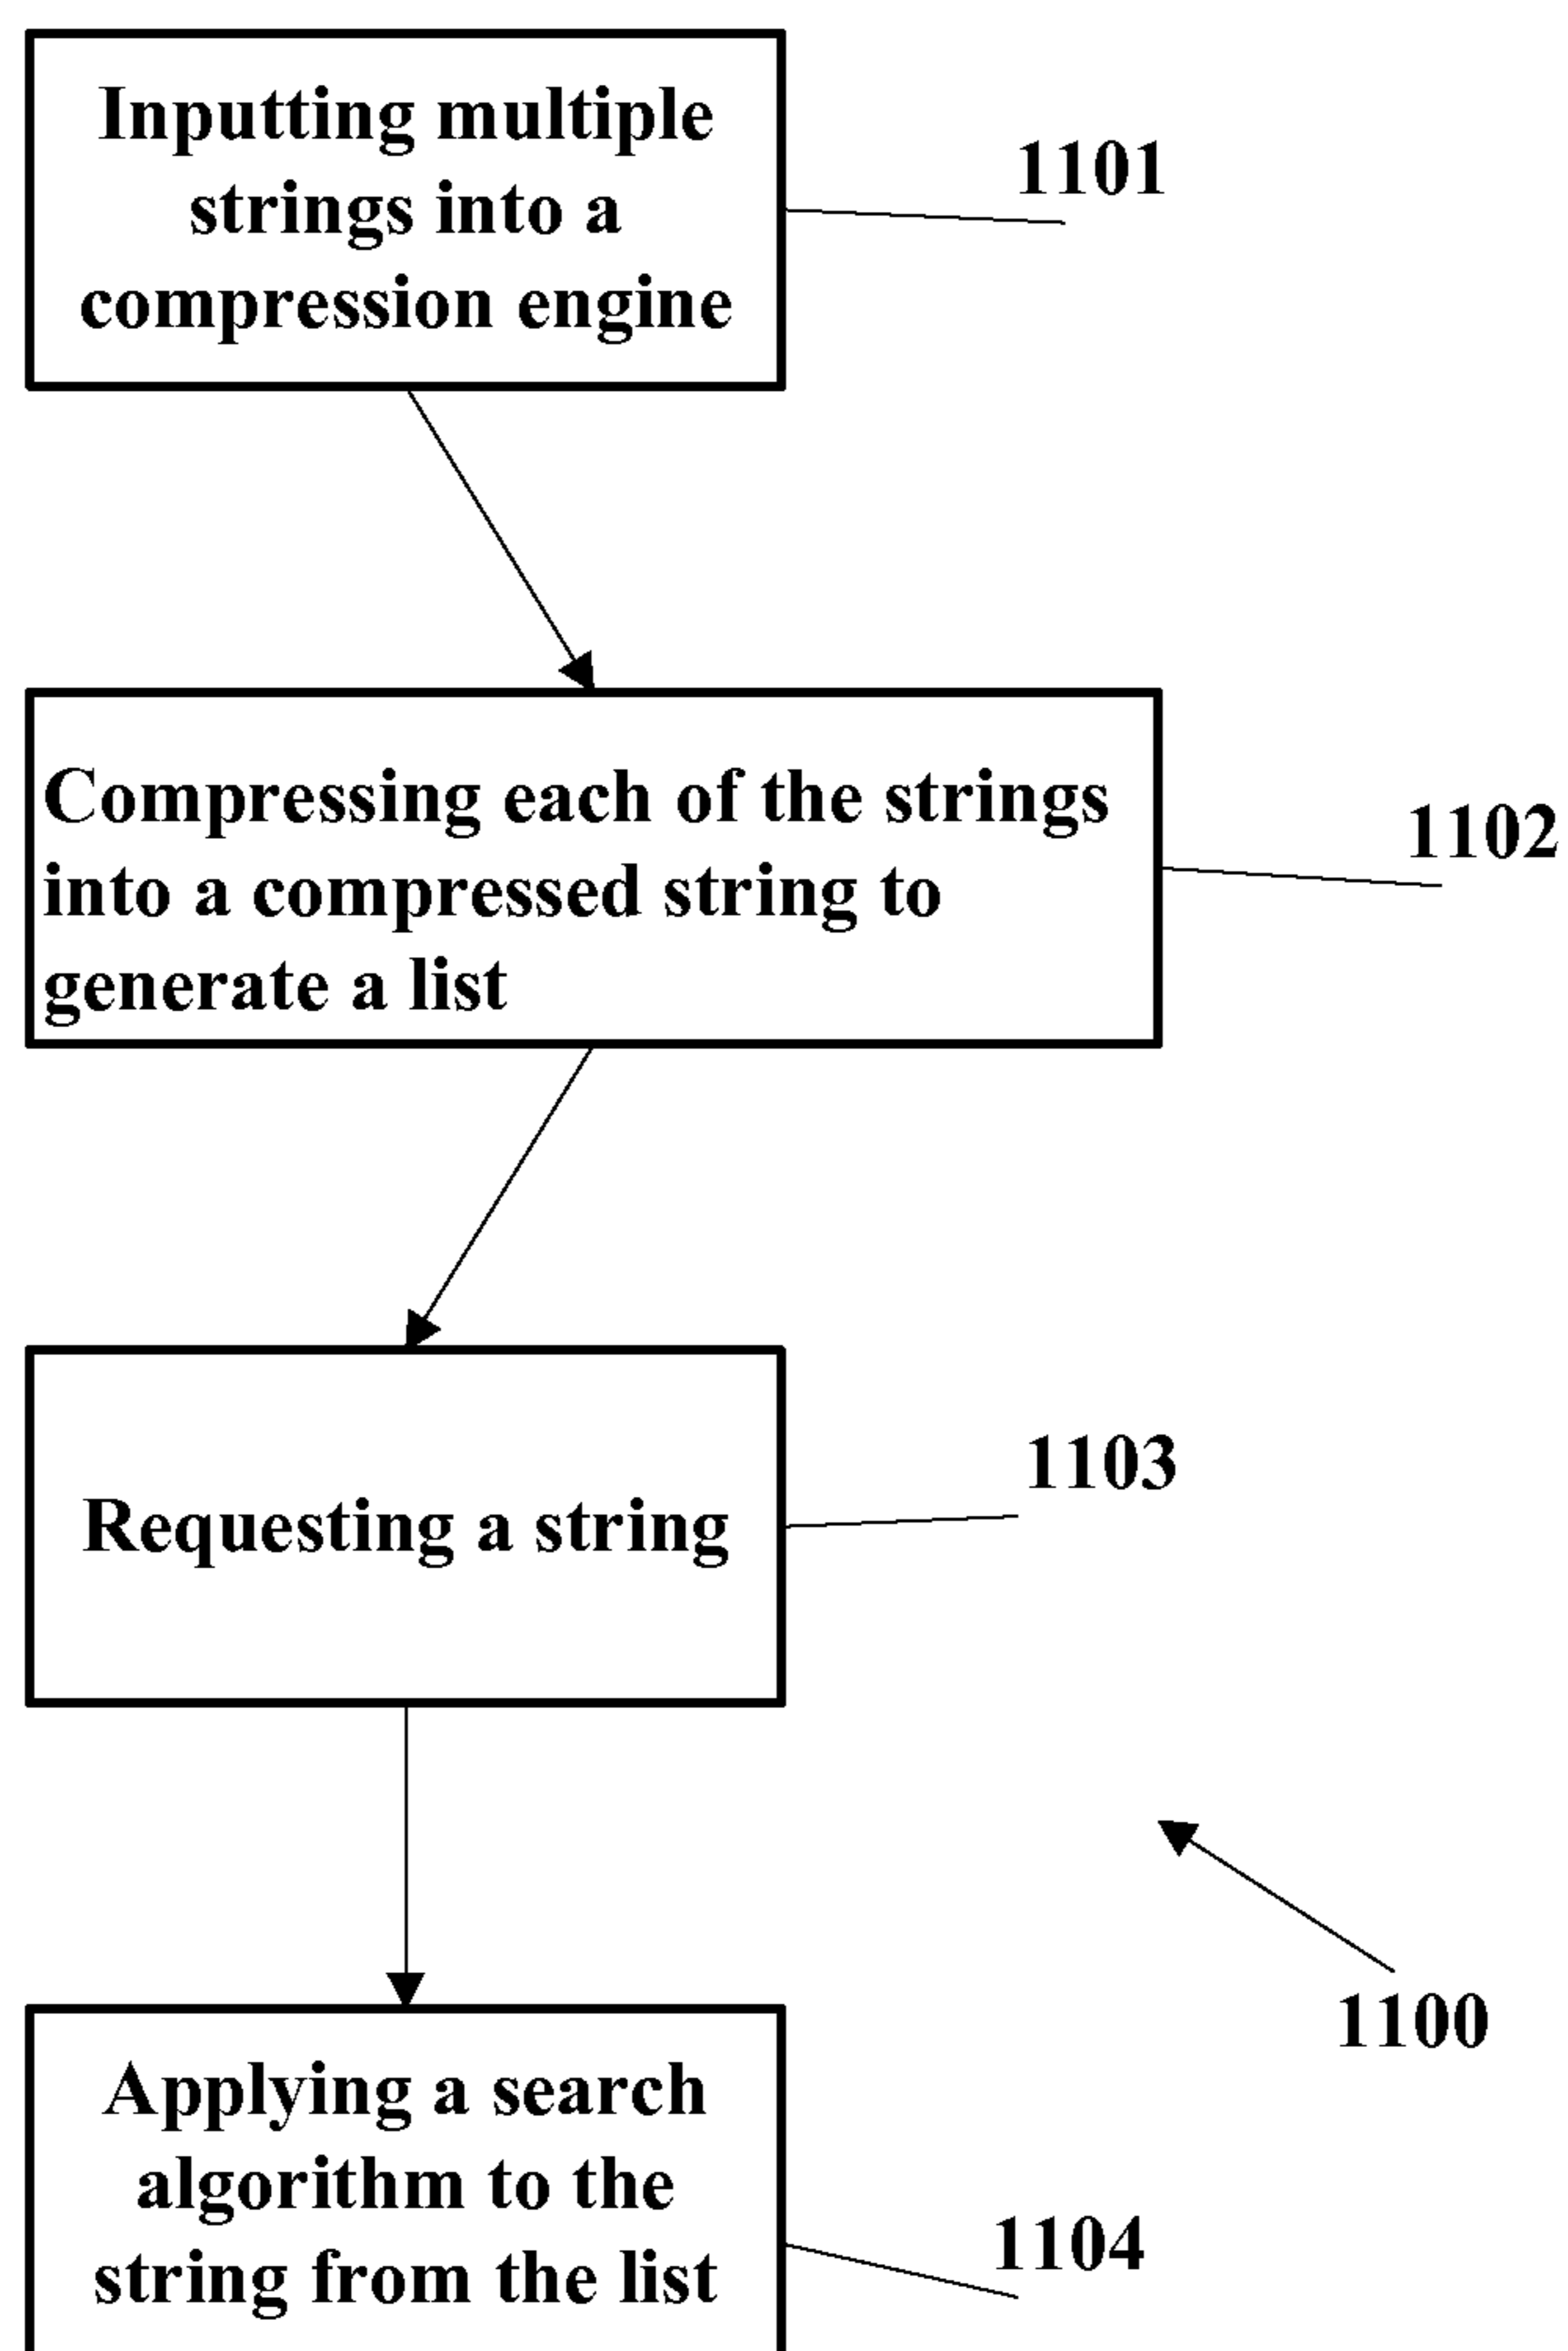 Inputting multiple
strings into a
compression engine
1101
Compressing each of the strings
into a compressed string to
generate a list
1102
Requesting a string
1103
1100
Applying a search
algorithm to the
string from the list
1104